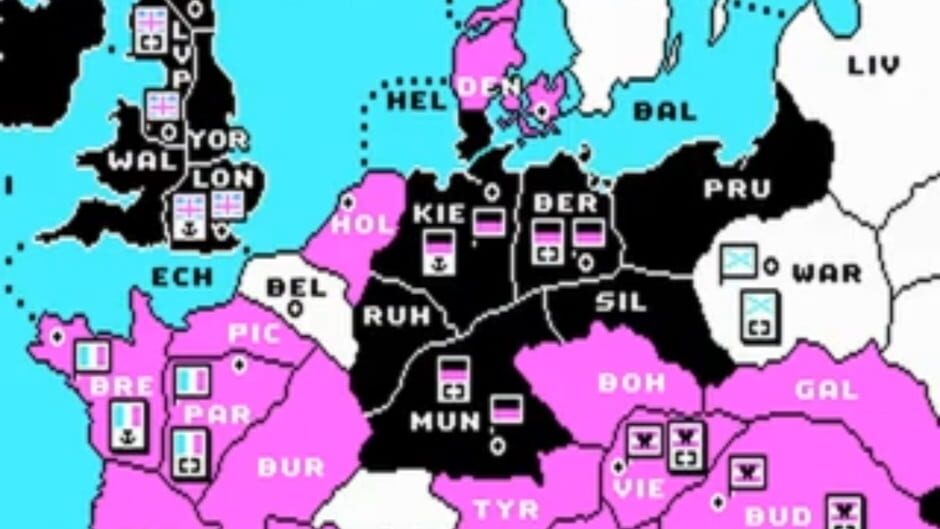 LVP
LIV
DEN
HEL
BAL
YOR
WAL
LON
PRU
KIE
BER
HOL
WAR
ECH
BEL
SIL
RUH
PIC
BOH
GAL
BRE
PAR
MUN
BUR
VIE
TYR
BUD